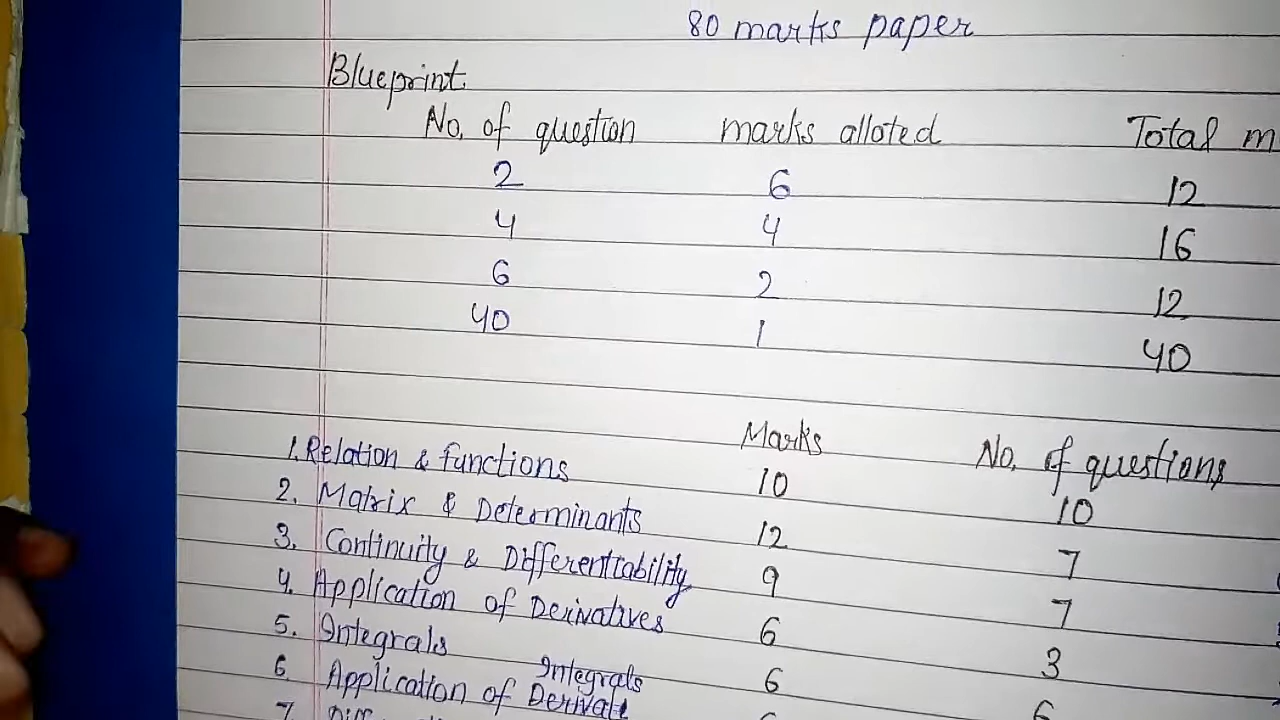 80 marks paper
Blueprint
No. of question marks alloted Total m
2 6 12
4 4 16
6 2 12
40 1 40
Marks No. of questions
1. Relation & functions 10 10
2. Matrix & Determinants 12 7
3. Continuity & Differentiability 9 7
4. Application of Derivatives 6 3
5. Integrals 6 6
Integrals
6. Application of Derivate
7.